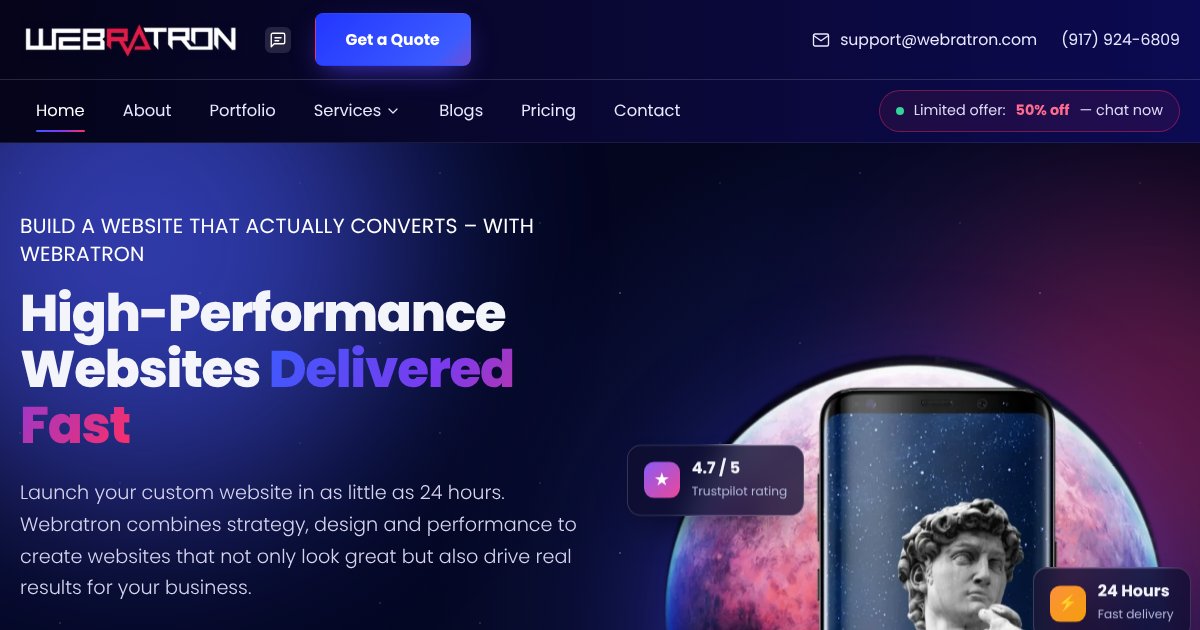 WEBRATRON
Get a Quote
support@webratron.com
(917) 924-6809
Home
About
Portfolio
Services
Blogs
Pricing
Contact
Limited offer: 50% off — chat now
BUILD A WEBSITE THAT ACTUALLY CONVERTS – WITH
WEBRATRON
High-Performance
Websites Delivered
Fast
Launch your custom website in as little as 24 hours.
Webratron combines strategy, design and performance to
create websites that not only look great but also drive real
results for your business.
4.7 / 5
Trustpilot rating
24 Hours
Fast delivery